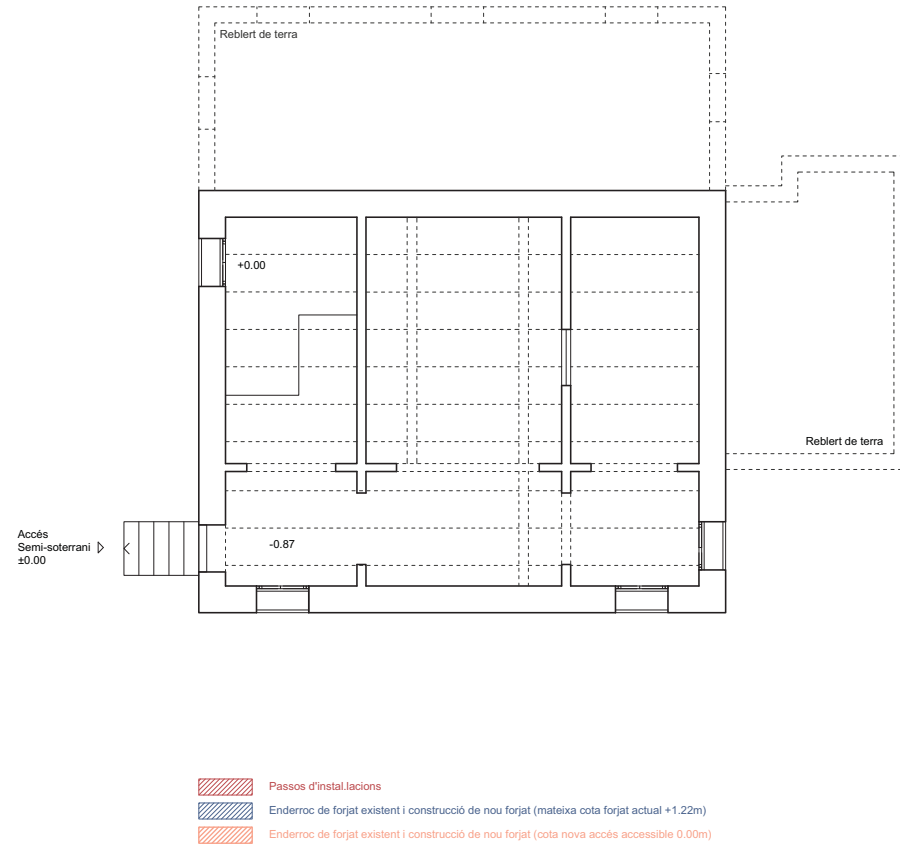 Reblert de terra
+0.00
Reblert de terra
Accés
Semi-soterrani
±0.00
-0.87
Passos d'instal.lacions
Enderroc de forjat existent i construcció de nou forjat (mateixa cota forjat actual +1.22m)
Enderroc de forjat existent i construcció de nou forjat (cota nova accés accessible 0.00m)